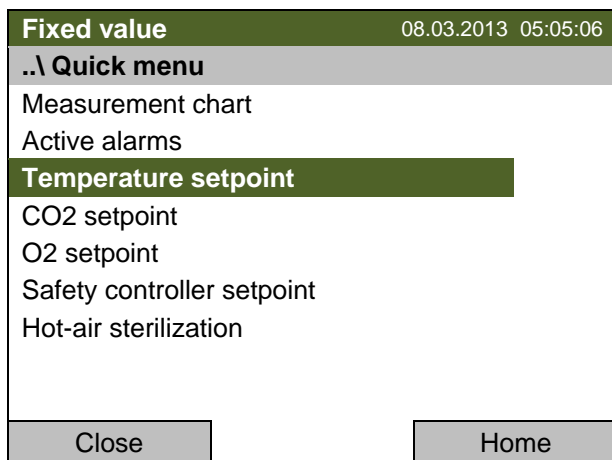 Fixed value 08.03.2013 05:05:06
..\ Quick menu
Measurement chart
Active alarms
Temperature setpoint
CO2 setpoint
O2 setpoint
Safety controller setpoint
Hot-air sterilization
Close Home